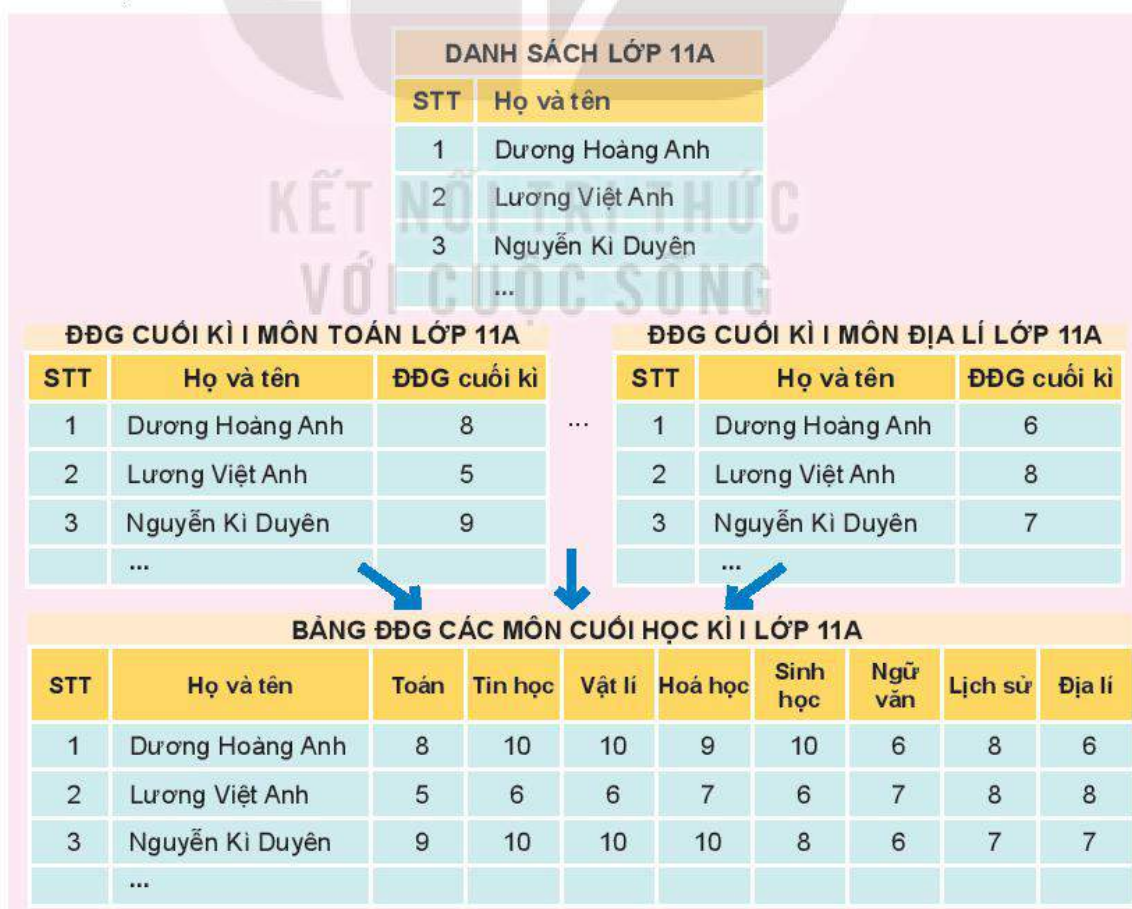 DANH SÁCH LỚP 11A
STT Họ và tên
1 Dương Hoàng Anh
2 Lương Việt Anh
3 Nguyễn Kì Duyên
...
KẾT NỐI TRI THỨC
VỚI CUỘC SỐNG
ĐĐG CUỐI KÌ I MÔN TOÁN LỚP 11A
STT Họ và tên ĐĐG cuối kì
1 Dương Hoàng Anh 8
2 Lương Việt Anh 5
3 Nguyễn Kì Duyên 9
...
...
ĐĐG CUỐI KÌ I MÔN ĐỊA LÍ LỚP 11A
STT Họ và tên ĐĐG cuối kì
1 Dương Hoàng Anh 6
2 Lương Việt Anh 8
3 Nguyễn Kì Duyên 7
...
BẢNG ĐĐG CÁC MÔN CUỐI HỌC KÌ I LỚP 11A
STT Họ và tên Toán Tin học Vật lí Hoá học Sinh học Ngữ văn Lịch sử Địa lí
1 Dương Hoàng Anh 8 10 10 9 10 6 8 6
2 Lương Việt Anh 5 6 6 7 6 7 8 8
3 Nguyễn Kì Duyên 9 10 10 10 8 6 7 7
...